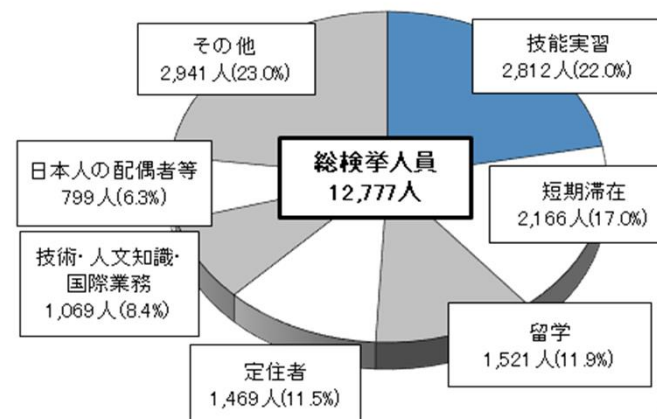 その他
2,941人(23.0%)
技能実習
2,812人(22.0%)
総検挙人員
12,777人
日本人の配偶者等
799人(6.3%)
短期滞在
2,166人(17.0%)
技術・人文知識・
国際業務
1,069人(8.4%)
留学
1,521人(11.9%)
定住者
1,469人(11.5%)